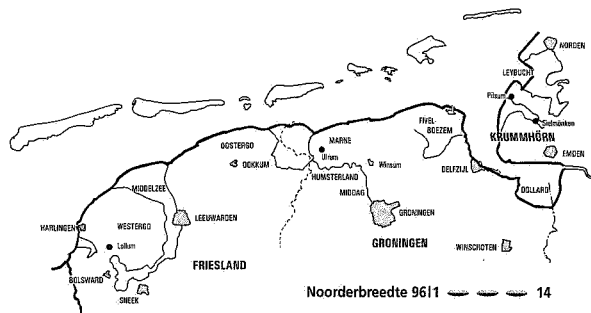 NORDEN
LEYBUCHT
Pilsum
Sielmönken
KRUMMHÖRN
FIVEL-
BOEZEM
MARNE
Ulrum
OOSTERGO
DOKKUM
HUMSTERLAND
Winsum
DELFZIJL
EMDEN
MIDDAG
DOLLARD
MIDDELZEE
LEEUWARDEN
GRONINGEN
HARLINGEN
WESTERGO
Lollum
GRONINGEN
WINSCHOTEN
FRIESLAND
BOLSWARD
SNEEK
Noorderbreedte 96|1 14